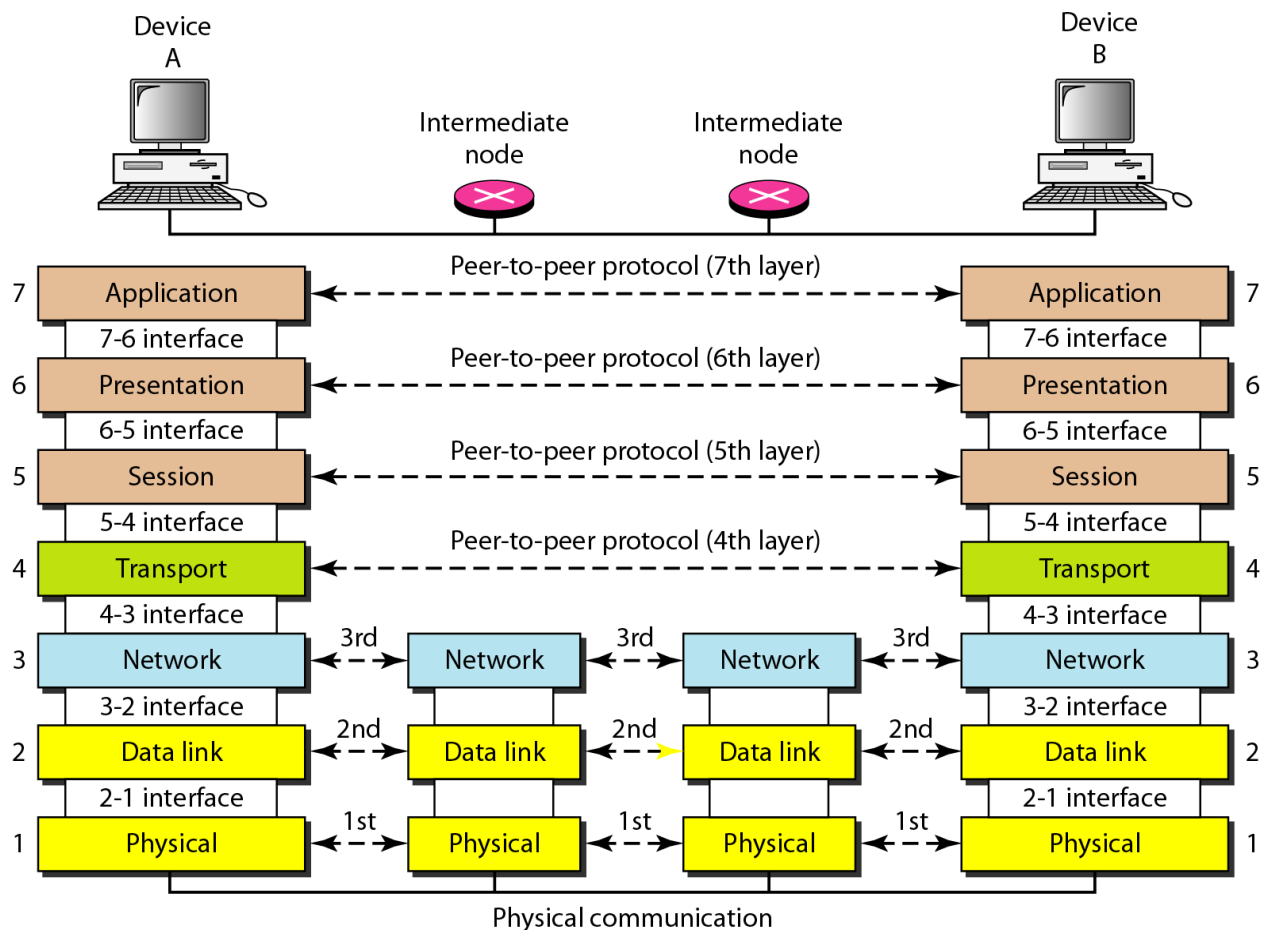 Device
A
Device
B
Intermediate
node
Intermediate
node
Peer-to-peer protocol (7th layer)
7 Application Application 7
7-6 interface 7-6 interface
Peer-to-peer protocol (6th layer)
6 Presentation Presentation 6
6-5 interface 6-5 interface
Peer-to-peer protocol (5th layer)
5 Session Session 5
5-4 interface 5-4 interface
Peer-to-peer protocol (4th layer)
4 Transport Transport 4
4-3 interface 4-3 interface
3rd 3rd 3rd
3 Network Network Network Network 3
3-2 interface 3-2 interface
2nd 2nd 2nd
2 Data link Data link Data link Data link 2
2-1 interface 2-1 interface
1st 1st 1st
1 Physical Physical Physical Physical 1
Physical communication